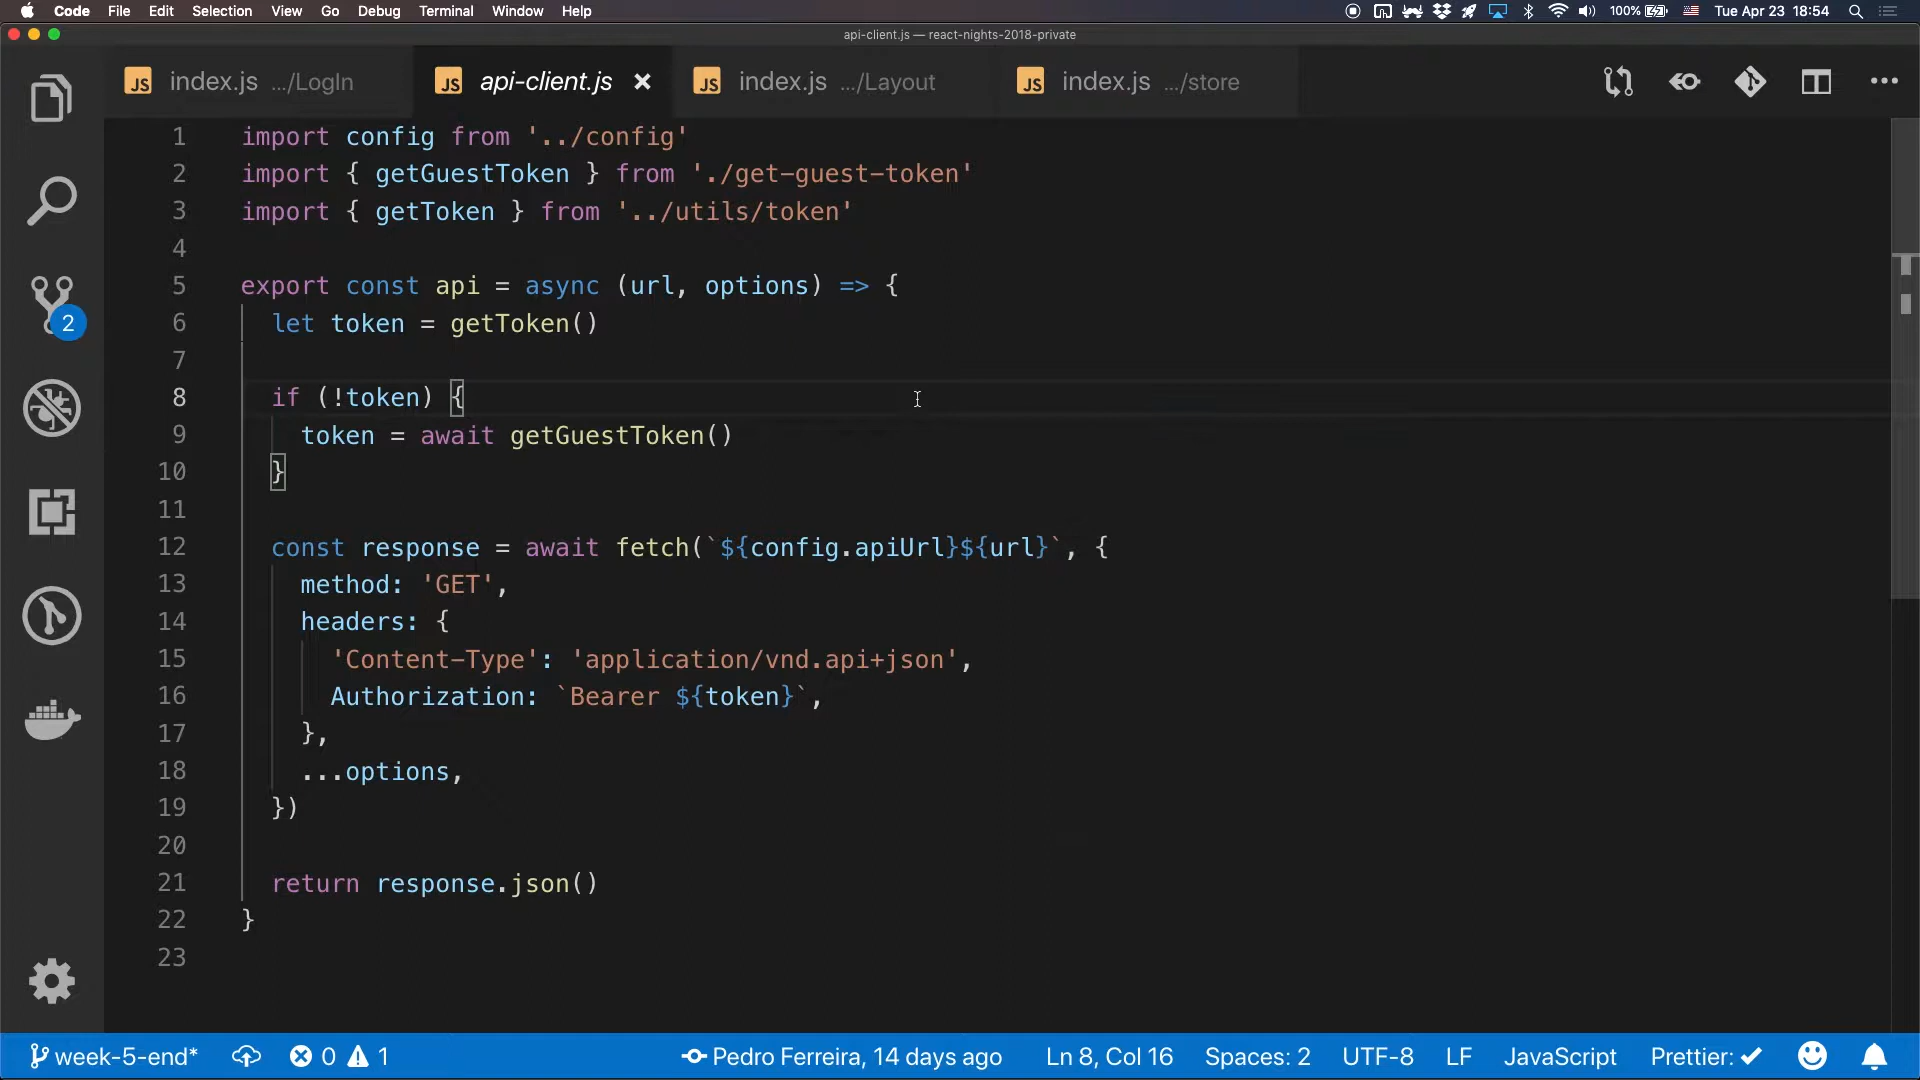 Code File Edit Selection View Go Debug Terminal Window Help 100% Tue Apr 23 18:54
api-client.js — react-nights-2018-private
JS index.js .../LogIn JS api-client.js × JS index.js .../Layout JS index.js .../store
1 import config from '../config'
2 import { getGuestToken } from './get-guest-token'
3 import { getToken } from '../utils/token'
4
5 export const api = async (url, options) => {
6 let token = getToken()
7
8 if (!token) {
9 token = await getGuestToken()
10 }
11
12 const response = await fetch(`${config.apiUrl}${url}`, {
13 method: 'GET',
14 headers: {
15 'Content-Type': 'application/vnd.api+json',
16 Authorization: `Bearer ${token}`,
17 },
18 ...options,
19 })
20
21 return response.json()
22 }
23
2
week-5-end* 0 1 Pedro Ferreira, 14 days ago Ln 8, Col 16 Spaces: 2 UTF-8 LF JavaScript Prettier: ✓